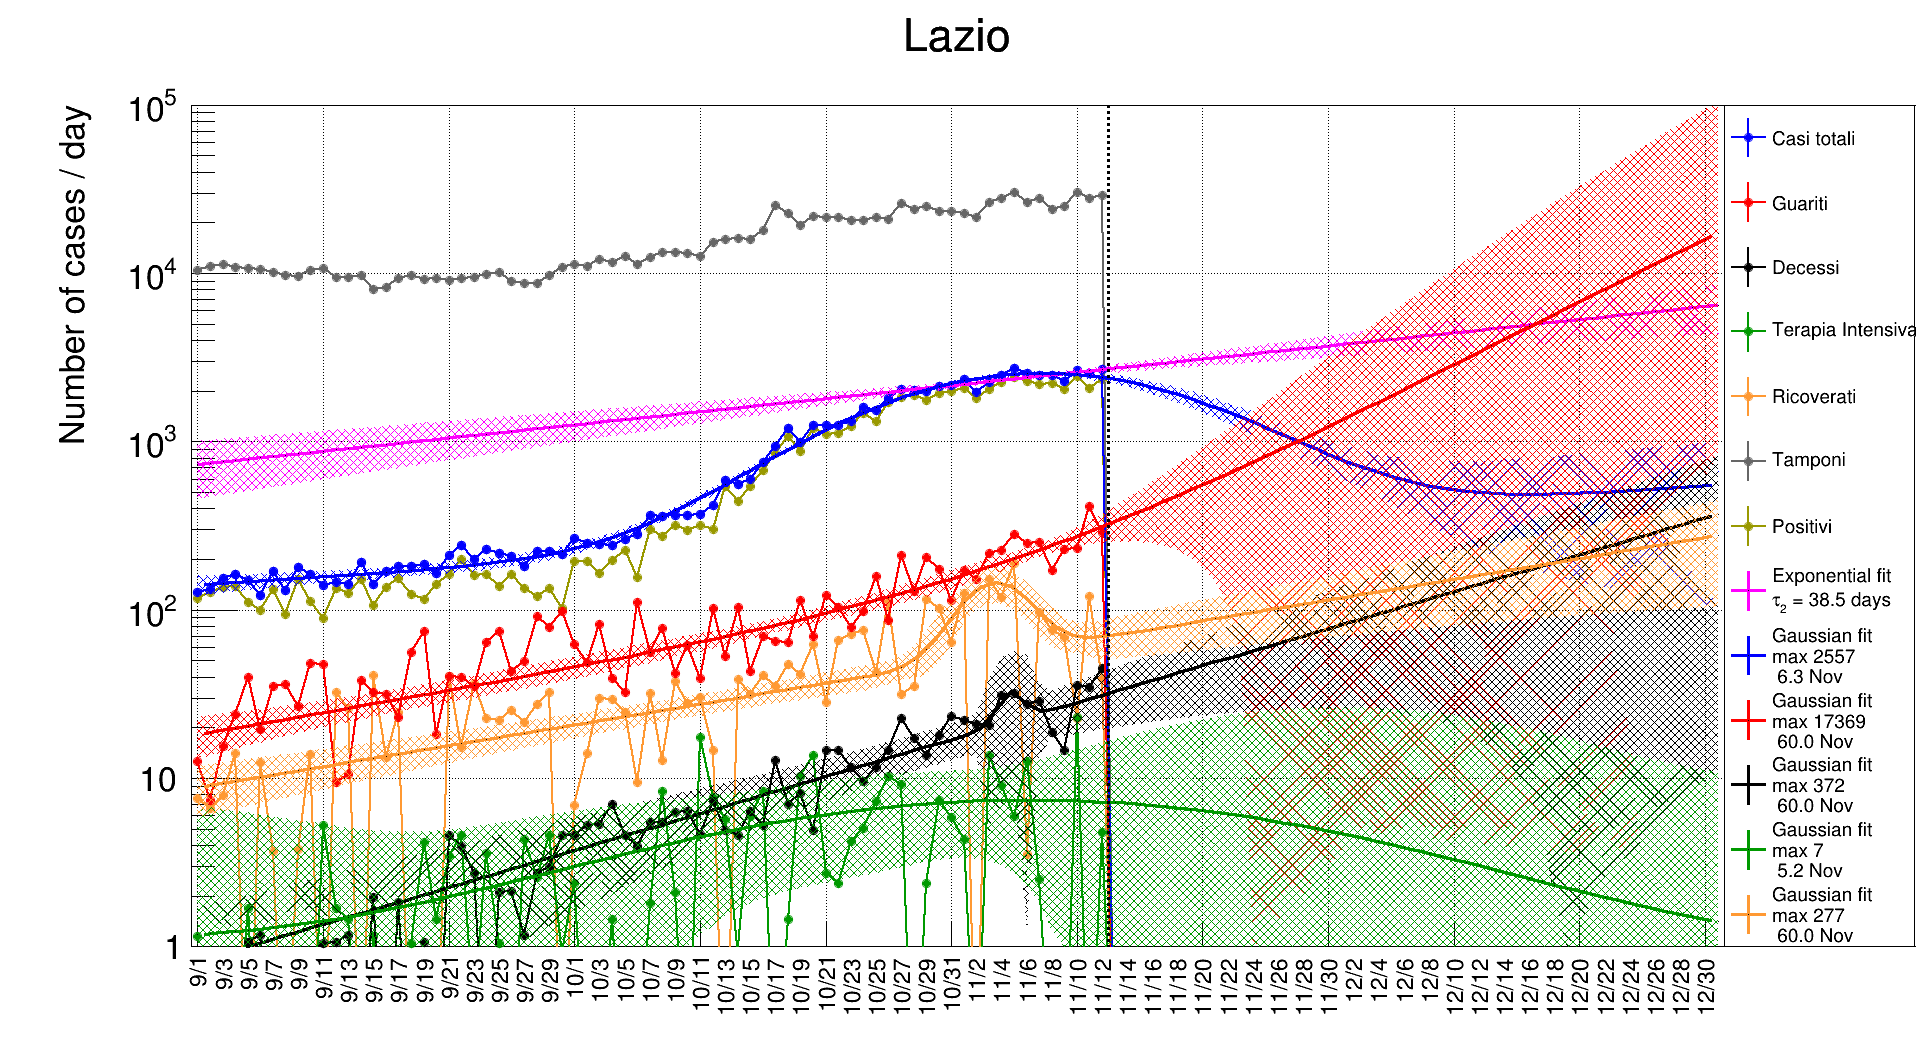 Lazio
Number of cases / day
10^5
10^4
10^3
10^2
10
1
9/1
9/3
9/5
9/7
9/9
9/11
9/13
9/15
9/17
9/19
9/21
9/23
9/25
9/27
9/29
10/1
10/3
10/5
10/7
10/9
10/11
10/13
10/15
10/17
10/19
10/21
10/23
10/25
10/27
10/29
10/31
11/2
11/4
11/6
11/8
11/10
11/12
11/14
11/16
11/18
11/20
11/22
11/24
11/26
11/28
11/30
12/2
12/4
12/6
12/8
12/10
12/12
12/14
12/16
12/18
12/20
12/22
12/24
12/26
12/28
12/30
Casi totali
Guariti
Decessi
Terapia Intensiva
Ricoverati
Tamponi
Positivi
Exponential fit
τ2 = 38.5 days
Gaussian fit
max 2557
6.3 Nov
Gaussian fit
max 17369
60.0 Nov
Gaussian fit
max 372
60.0 Nov
Gaussian fit
max 7
5.2 Nov
Gaussian fit
max 277
60.0 Nov